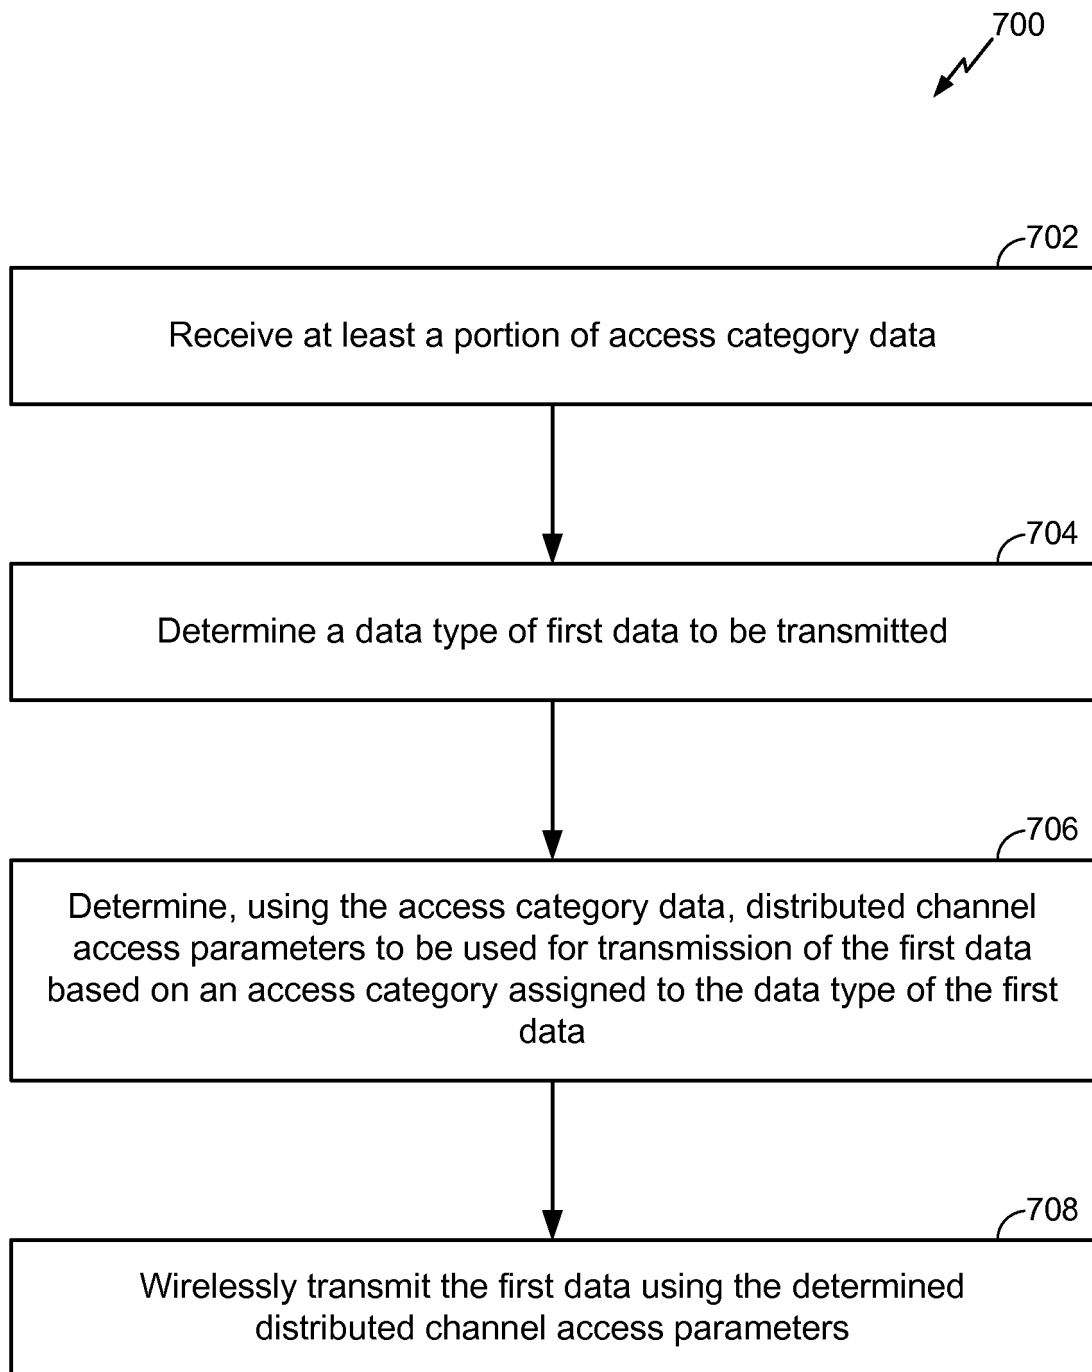 700
702
Receive at least a portion of access category data
704
Determine a data type of first data to be transmitted
706
Determine, using the access category data, distributed channel
access parameters to be used for transmission of the first data
based on an access category assigned to the data type of the first
data
708
Wirelessly transmit the first data using the determined
distributed channel access parameters